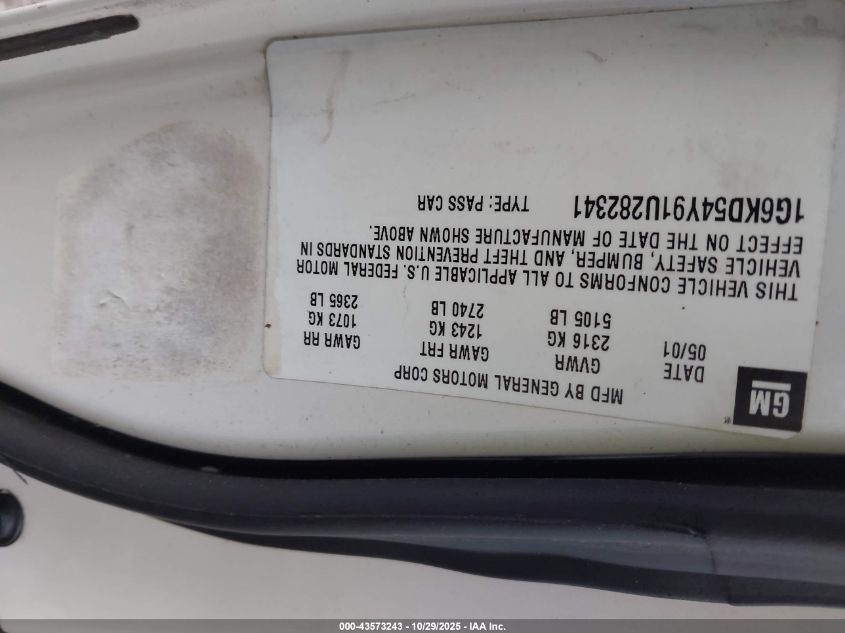 GM
®
MFD BY GENERAL MOTORS CORP
DATE GVWR GAWR FRT GAWR RR
05/01 2316 KG 1243 KG 1073 KG
5105 LB 2740 LB 2365 LB
THIS VEHICLE CONFORMS TO ALL APPLICABLE U.S. FEDERAL MOTOR
VEHICLE SAFETY, BUMPER, AND THEFT PREVENTION STANDARDS IN
EFFECT ON THE DATE OF MANUFACTURE SHOWN ABOVE.
1G6KD54Y91U282341 TYPE: PASS CAR
000-43573243 - 10/29/2025 - IAA Inc.